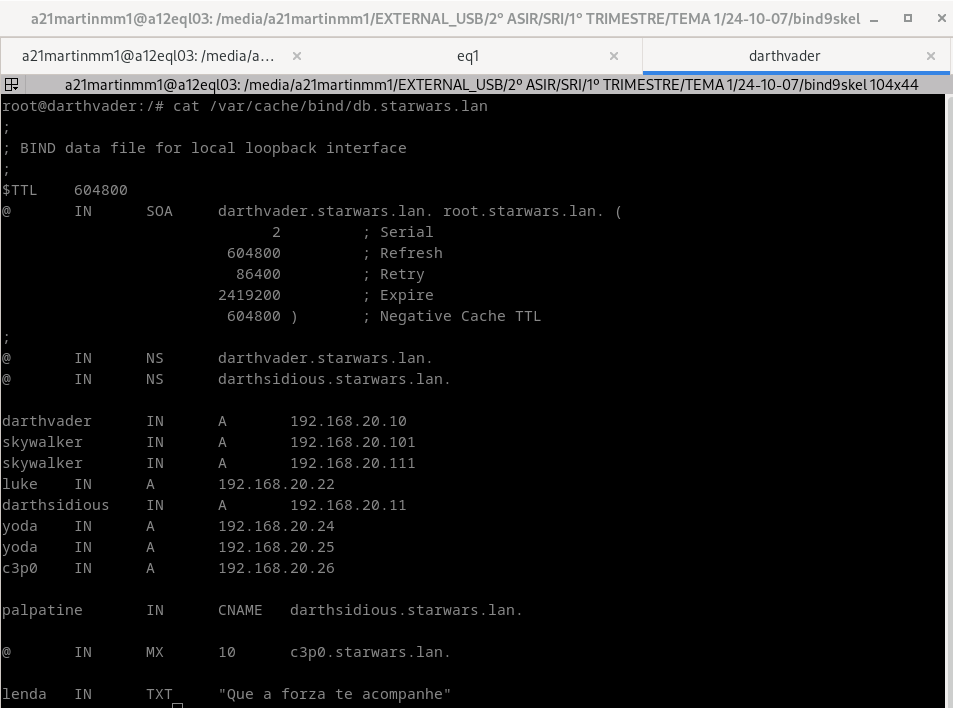 a21martinmm1@a12eql03: /media/a21martinmm1/EXTERNAL_USB/2º ASIR/SRI/1º TRIMESTRE/TEMA 1/24-10-07/bind9skel
a21martinmm1@a12eql03: /media/a... eq1 darthvader
a21martinmm1@a12eql03: /media/a21martinmm1/EXTERNAL_USB/2º ASIR/SRI/1º TRIMESTRE/TEMA 1/24-10-07/bind9skel 104x44
root@darthvader:/# cat /var/cache/bind/db.starwars.lan
;
; BIND data file for local loopback interface
;
$TTL    604800
@       IN      SOA     darthvader.starwars.lan. root.starwars.lan. (
                              2         ; Serial
                         604800         ; Refresh
                          86400         ; Retry
                        2419200         ; Expire
                         604800 )       ; Negative Cache TTL
;
@       IN      NS      darthvader.starwars.lan.
@       IN      NS      darthsidious.starwars.lan.
darthvader      IN      A       192.168.20.10
skywalker       IN      A       192.168.20.101
skywalker       IN      A       192.168.20.111
luke    IN      A       192.168.20.22
darthsidious    IN      A       192.168.20.11
yoda    IN      A       192.168.20.24
yoda    IN      A       192.168.20.25
c3p0    IN      A       192.168.20.26
palpatine       IN      CNAME   darthsidious.starwars.lan.
@       IN      MX      10      c3p0.starwars.lan.
lenda   IN      TXT     "Que a forza te acompanhe"